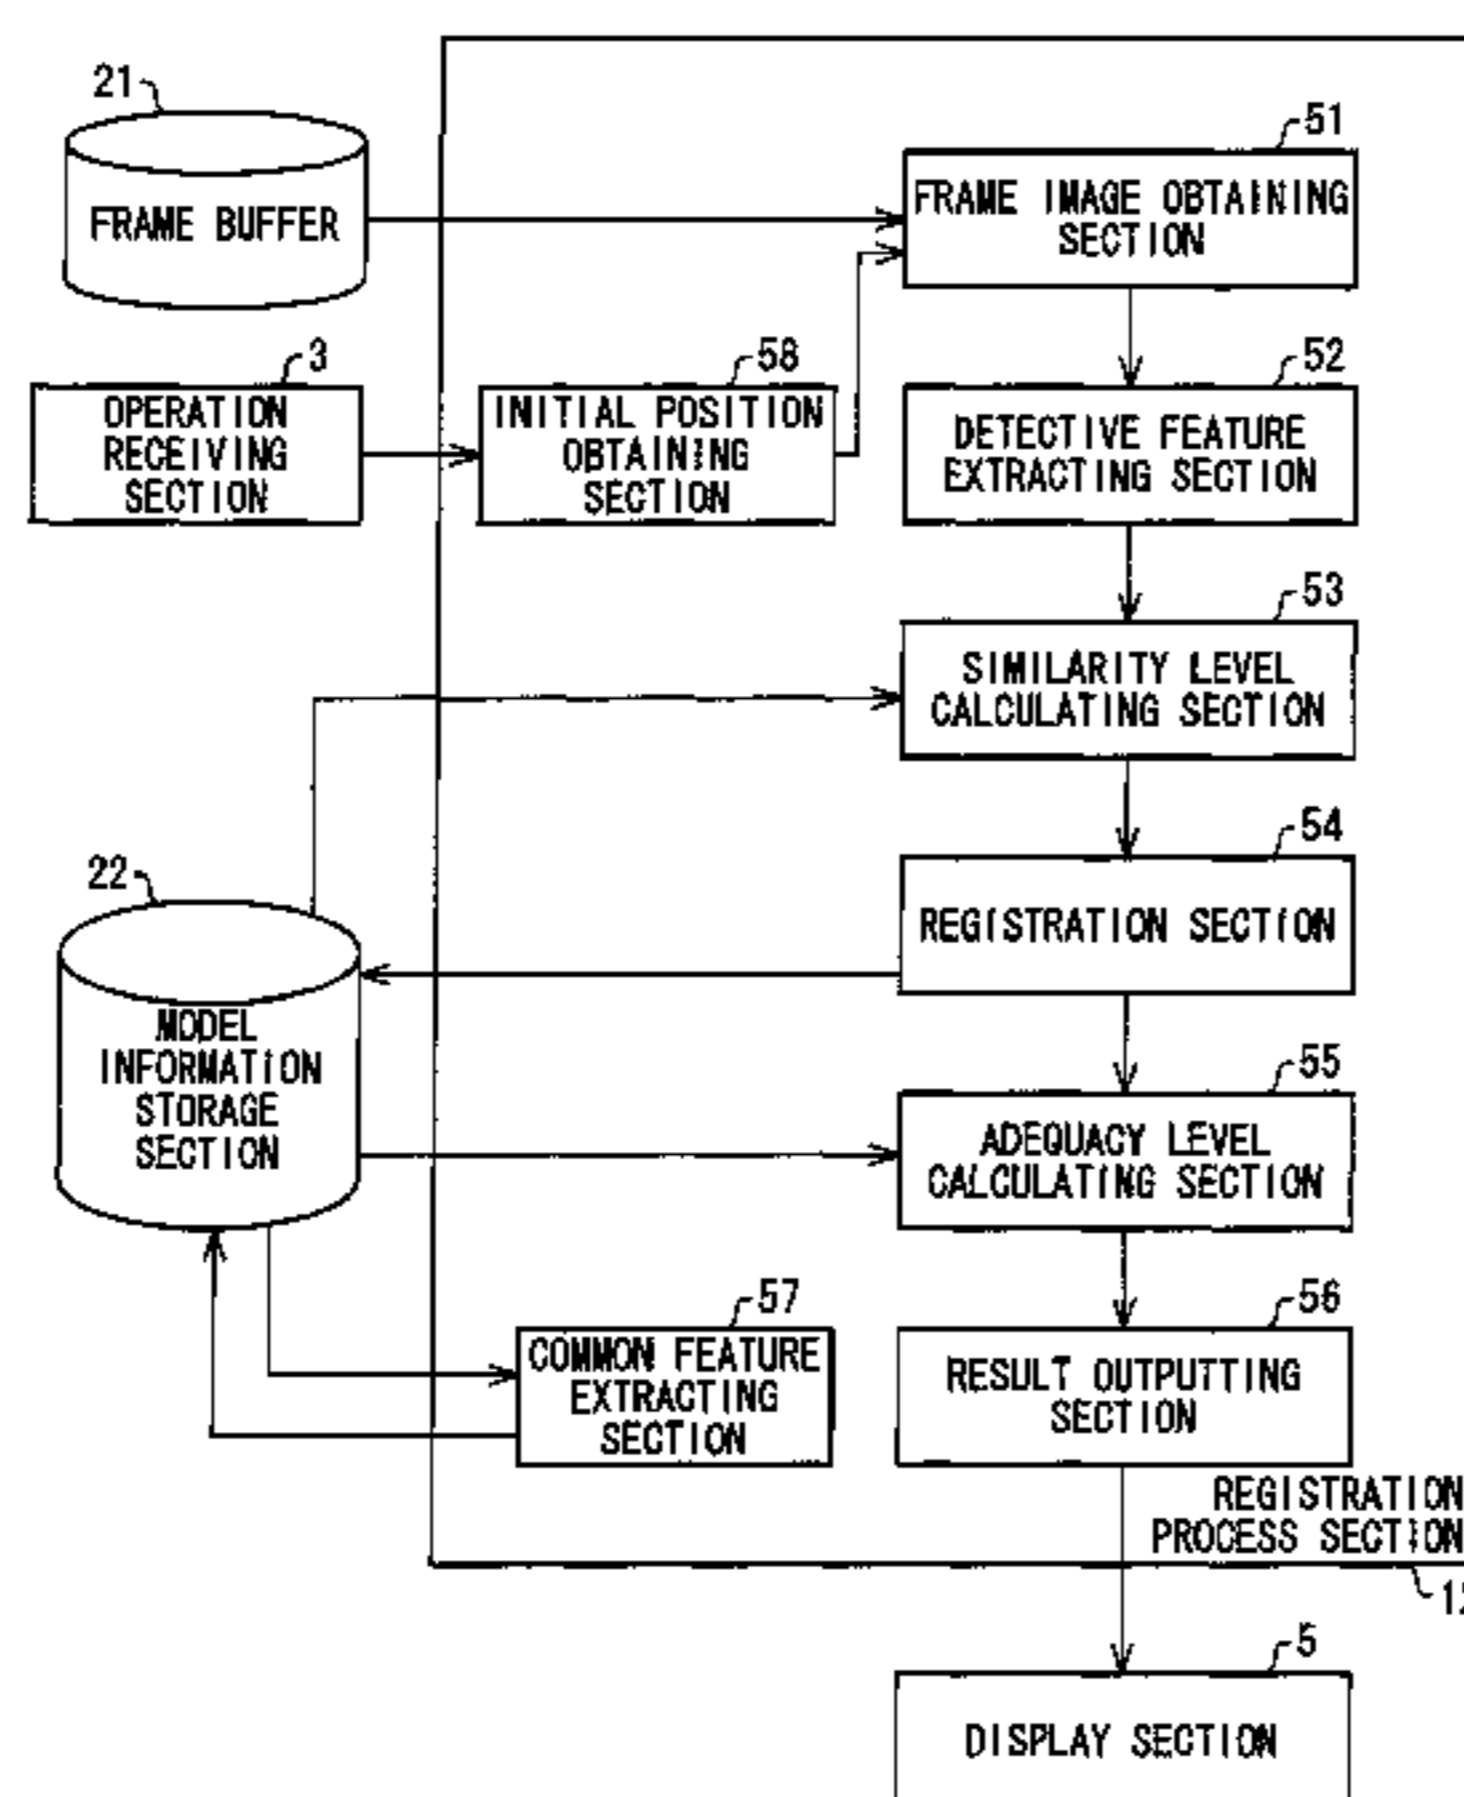 21
FRAME BUFFER
51
FRAME IMAGE OBTAINING
SECTION
3
OPERATION
RECEIVING
SECTION
58
INITIAL POSITION
OBTAINING
SECTION
52
DETECTIVE FEATURE
EXTRACTING SECTION
53
SIMILARITY LEVEL
CALCULATING SECTION
54
REGISTRATION SECTION
22
MODEL
INFORMATION
STORAGE
SECTION
55
ADEQUACY LEVEL
CALCULATING SECTION
57
COMMON FEATURE
EXTRACTING
SECTION
56
RESULT OUTPUTTING
SECTION
REGISTRATION
PROCESS SECTION
12
5
DISPLAY SECTION